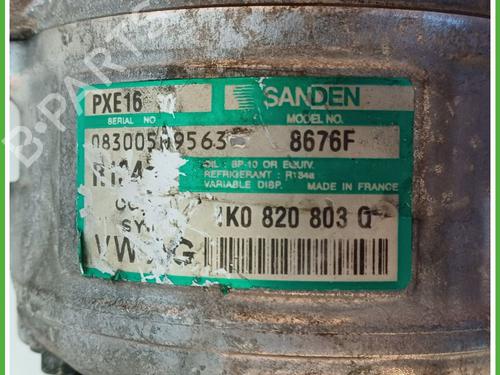 PXE16 SANDEN
SERIAL NO MODEL NO.
8676F
OIL : SP-10 OR EQUIV.
REFRIGERANT : R134a
VARIABLE DISP. MADE IN FRANCE
K0 820 803